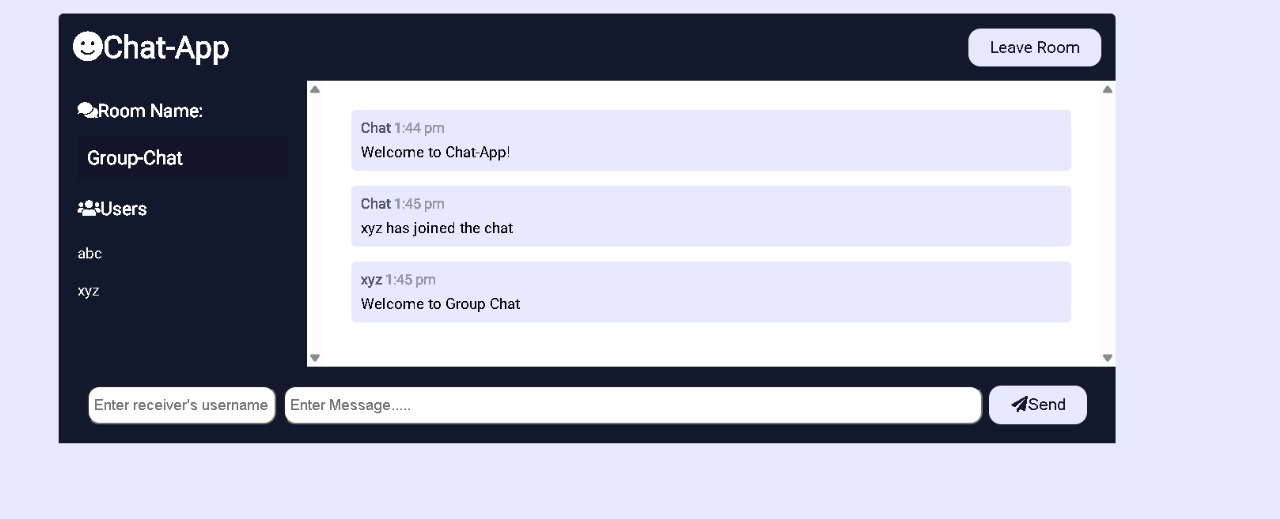 Chat-App
Leave Room
Room Name:
Group-Chat
Users
abc
xyz
Chat 1:44 pm
Welcome to Chat-App!
Chat 1:45 pm
xyz has joined the chat
xyz 1:45 pm
Welcome to Group Chat
Enter receiver's username
Enter Message.....
Send